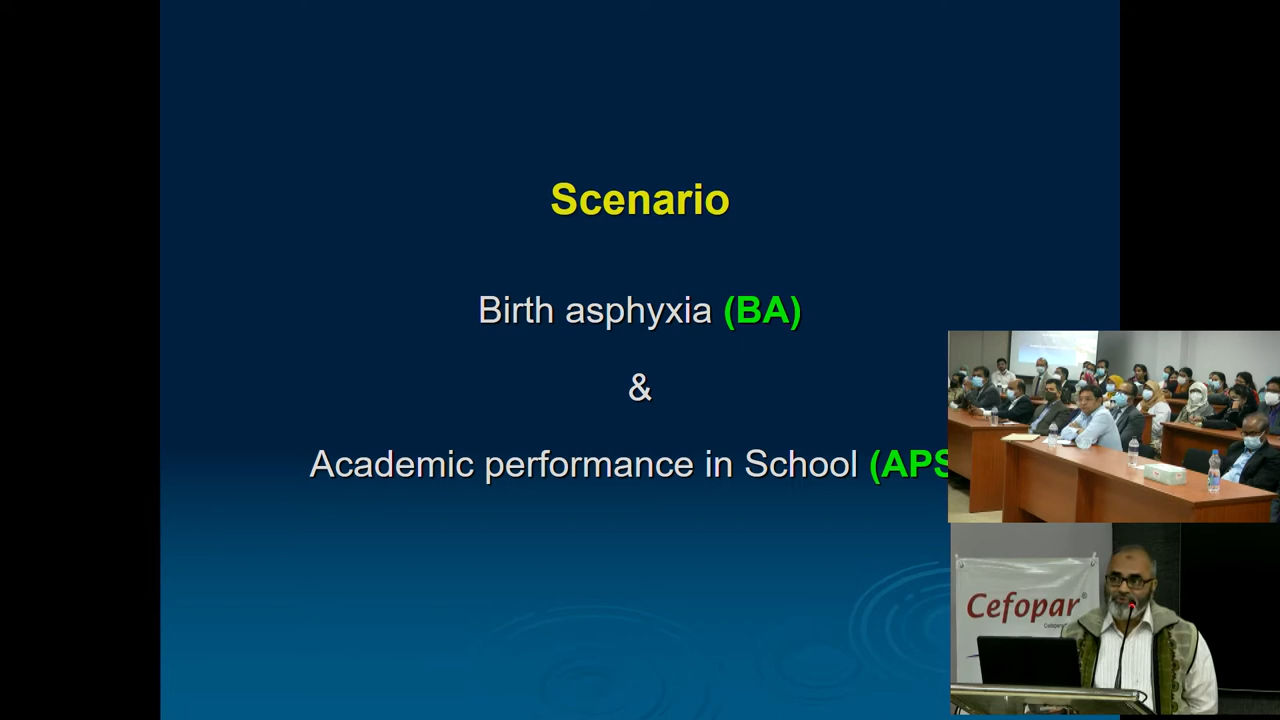 Scenario
Birth asphyxia (BA)
&
Academic performance in School (APS
Cefopar®